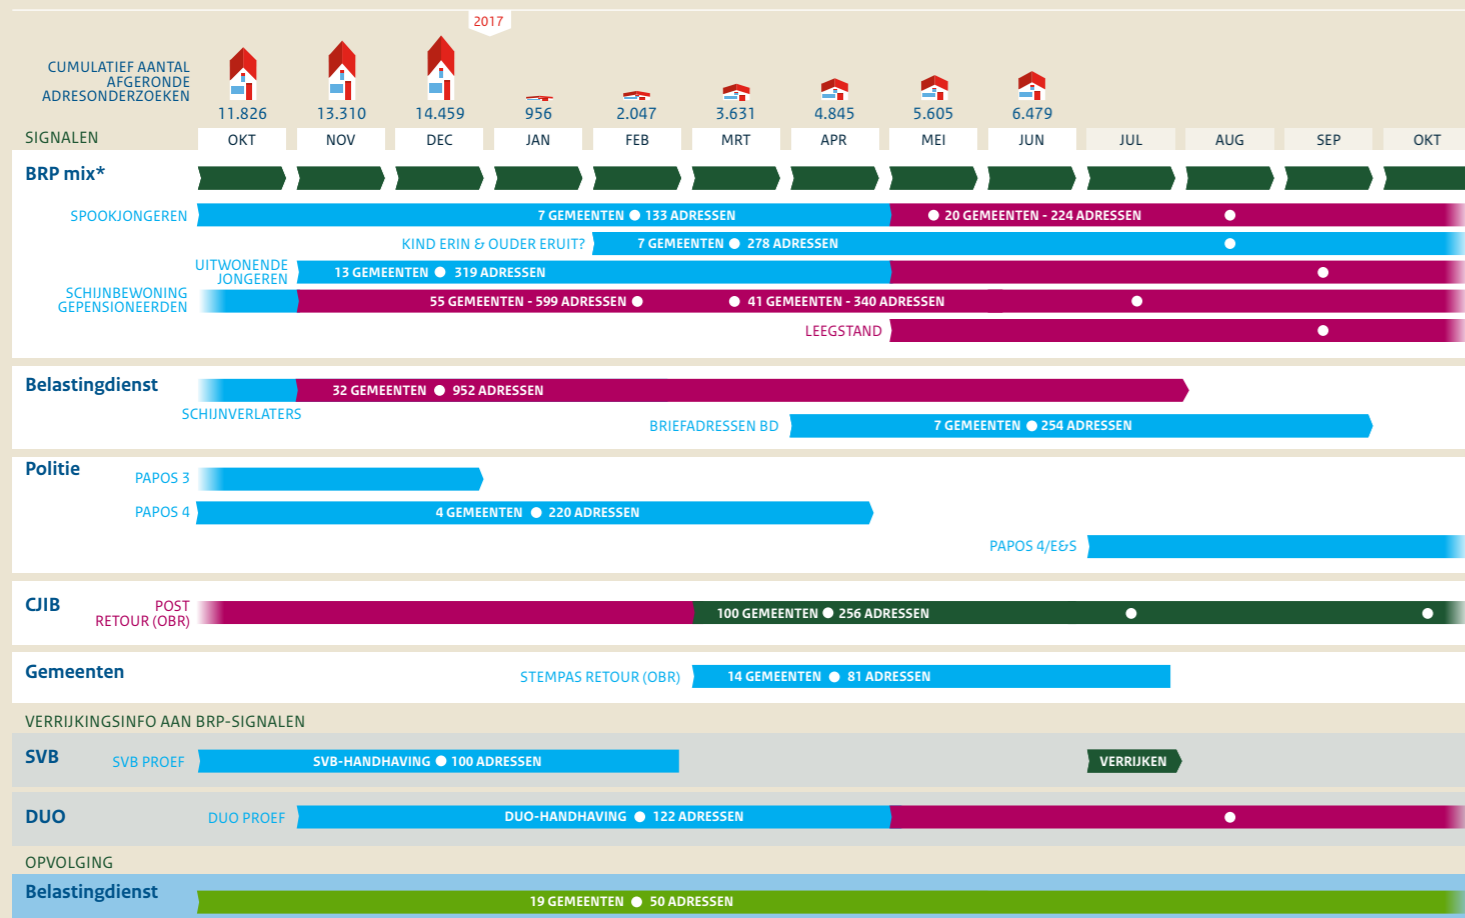 2017
CUMULATIEF AANTAL
AFGERONDE
ADRESONDERZOEKEN
11.826 13.310 14.459 956 2.047 3.631 4.845 5.605 6.479
SIGNALEN OKT NOV DEC JAN FEB MRT APR MEI JUN JUL AUG SEP OKT
BRP mix*
SPOOKJONGEREN 7 GEMEENTEN 133 ADRESSEN 20 GEMEENTEN - 224 ADRESSEN
KIND ERIN & OUDER ERUIT? 7 GEMEENTEN 278 ADRESSEN
UITWONENDE
JONGEREN 13 GEMEENTEN 319 ADRESSEN
SCHIJNBEWONING
GEPENSIONEERDEN 55 GEMEENTEN - 599 ADRESSEN 41 GEMEENTEN - 340 ADRESSEN
LEEGSTAND
Belastingdienst 32 GEMEENTEN 952 ADRESSEN
SCHIJNVERLATERS
BRIEFADRESSEN BD 7 GEMEENTEN 254 ADRESSEN
Politie
PAPOS 3
PAPOS 4 4 GEMEENTEN 220 ADRESSEN
PAPOS 4/E&S
CJIB POST
RETOUR (OBR) 100 GEMEENTEN 256 ADRESSEN
Gemeenten STEMPAS RETOUR (OBR) 14 GEMEENTEN 81 ADRESSEN
VERRIJKINGSINFO AAN BRP-SIGNALEN
SVB SVB PROEF SVB-HANDHAVING 100 ADRESSEN VERRIJKEN
DUO DUO PROEF DUO-HANDHAVING 122 ADRESSEN
OPVOLGING
Belastingdienst 19 GEMEENTEN 50 ADRESSEN